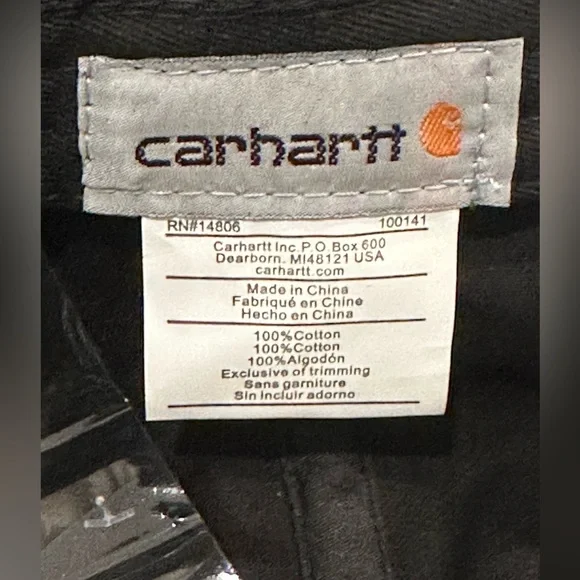 carhartt
RN#14806 100141
Carhartt Inc.P.O.Box 600
Dearborn. MI48121 USA
carhartt.com
Made in China
Fabriqué en Chine
Hecho en China
100%Cotton
100%Cotton
100%Algodón
Exclusive of trimming
Sans garniture
Sin incluir adorno